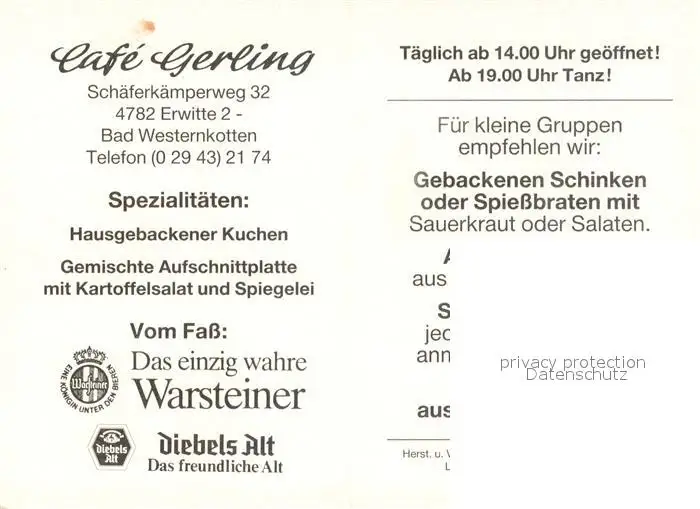 Café Gerling
Schäferkämperweg 32
4782 Erwitte 2 -
Bad Westernkotten
Telefon (0 29 43) 21 74
Spezialitäten:
Hausgebackener Kuchen
Gemischte Aufschnittplatte
mit Kartoffelsalat und Spiegelei
Vom Faß:
EINE KÖNIGIN UNTER DEN BIEREN
Warsteiner
Das einzig wahre
Warsteiner
Diebels
Alt
Diebels Alt
Das freundliche Alt
Täglich ab 14.00 Uhr geöffnet!
Ab 19.00 Uhr Tanz!
Für kleine Gruppen
empfehlen wir:
Gebackenen Schinken
oder Spießbraten mit
Sauerkraut oder Salaten.
aus
S
jec
anm
aus
Herst. u. V
L
privacy protection
Datenschutz